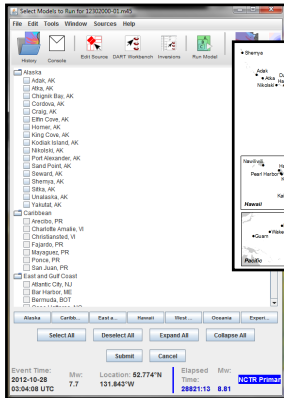 Select Models to Run for 12302000-01.m45
File Edit Tools Window Sources Help
History Console Edit Source DART Workbench Inversions Run Model
Alaska
Adak, AK
Atka, AK
Chignik Bay, AK
Cordova, AK
Craig, AK
Elfin Cove, AK
Homer, AK
King Cove, AK
Kodiak Island, AK
Nikolski, AK
Port Alexander, AK
Sand Point, AK
Seward, AK
Shemya, AK
Sitka, AK
Unalaska, AK
Yakutat, AK
Caribbean
Arecibo, PR
Charlotte Amalie, VI
Christiansted, VI
Fajardo, PR
Mayaguez, PR
Ponce, PR
San Juan, PR
East and Gulf Coast
Atlantic City, NJ
Bar Harbor, ME
Bermuda, BOT
Shemya
Adak
Atka
Nikolski
Nawiliwili
Pearl Harbor
Hawaii
Guam
Wake
Pacific
Alaska Caribb... East a... Hawaii West ... Oceania Experi...
Select All Deselect All Expand All Collapse All
Submit Cancel
Event Time: Mw: Location: 52.774°N Elapsed Mw:
2012-10-28 7.7 131.843°W Time: NCTR Primar
03:04:08 UTC 28821:13 8.81